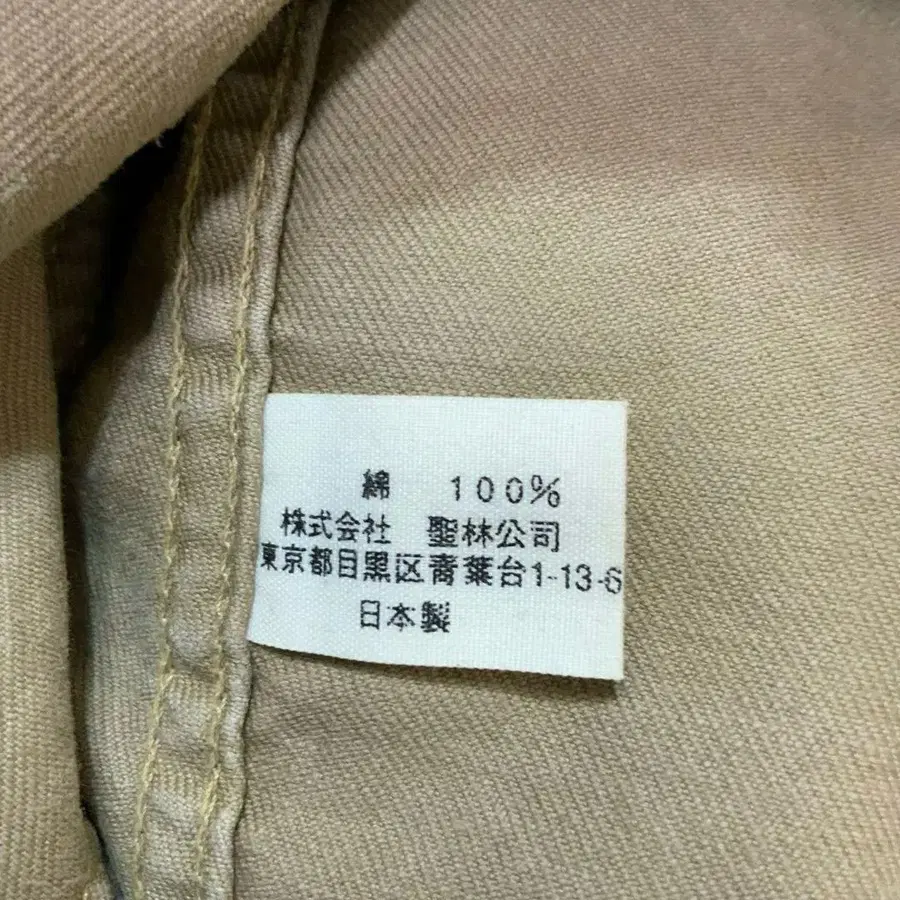 綿 100%
株式会社 聖林公司
東京都目黒区青葉台1-13-6
日本製